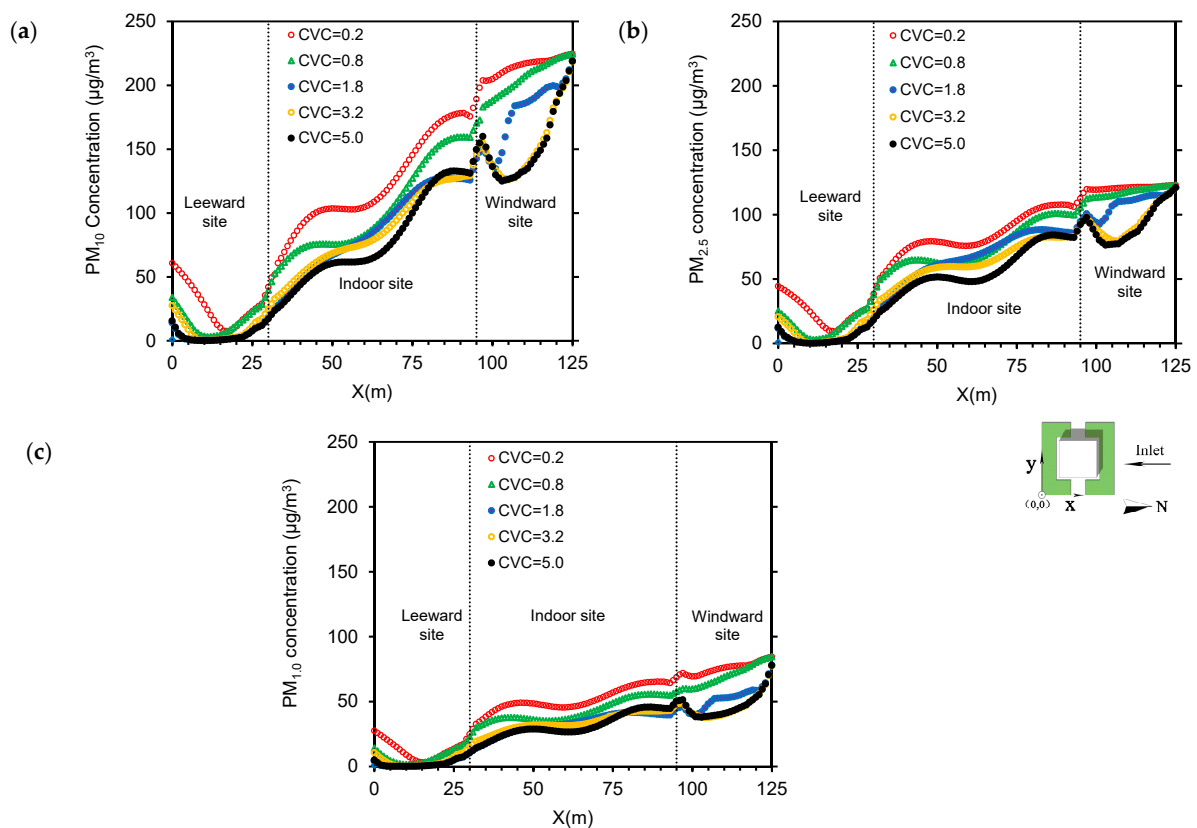 (a)
PM10 Concentration (µg/m³)
250
200
150
100
50
0
CVC=0.2
CVC=0.8
CVC=1.8
CVC=3.2
CVC=5.0
Leeward
site
Indoor site
Windward
site
0 25 50 75 100 125
X(m)
(b)
PM2.5 concentration (µg/m³)
250
200
150
100
50
0
CVC=0.2
CVC=0.8
CVC=1.8
CVC=3.2
CVC=5.0
Leeward
site
Indoor site
Windward
site
0 25 50 75 100 125
X(m)
(c)
PM1.0 concentration (µg/m³)
250
200
150
100
50
0
CVC=0.2
CVC=0.8
CVC=1.8
CVC=3.2
CVC=5.0
Leeward
site
Indoor site
Windward
site
0 25 50 75 100 125
X(m)
y
Inlet
(0,0)
x
N